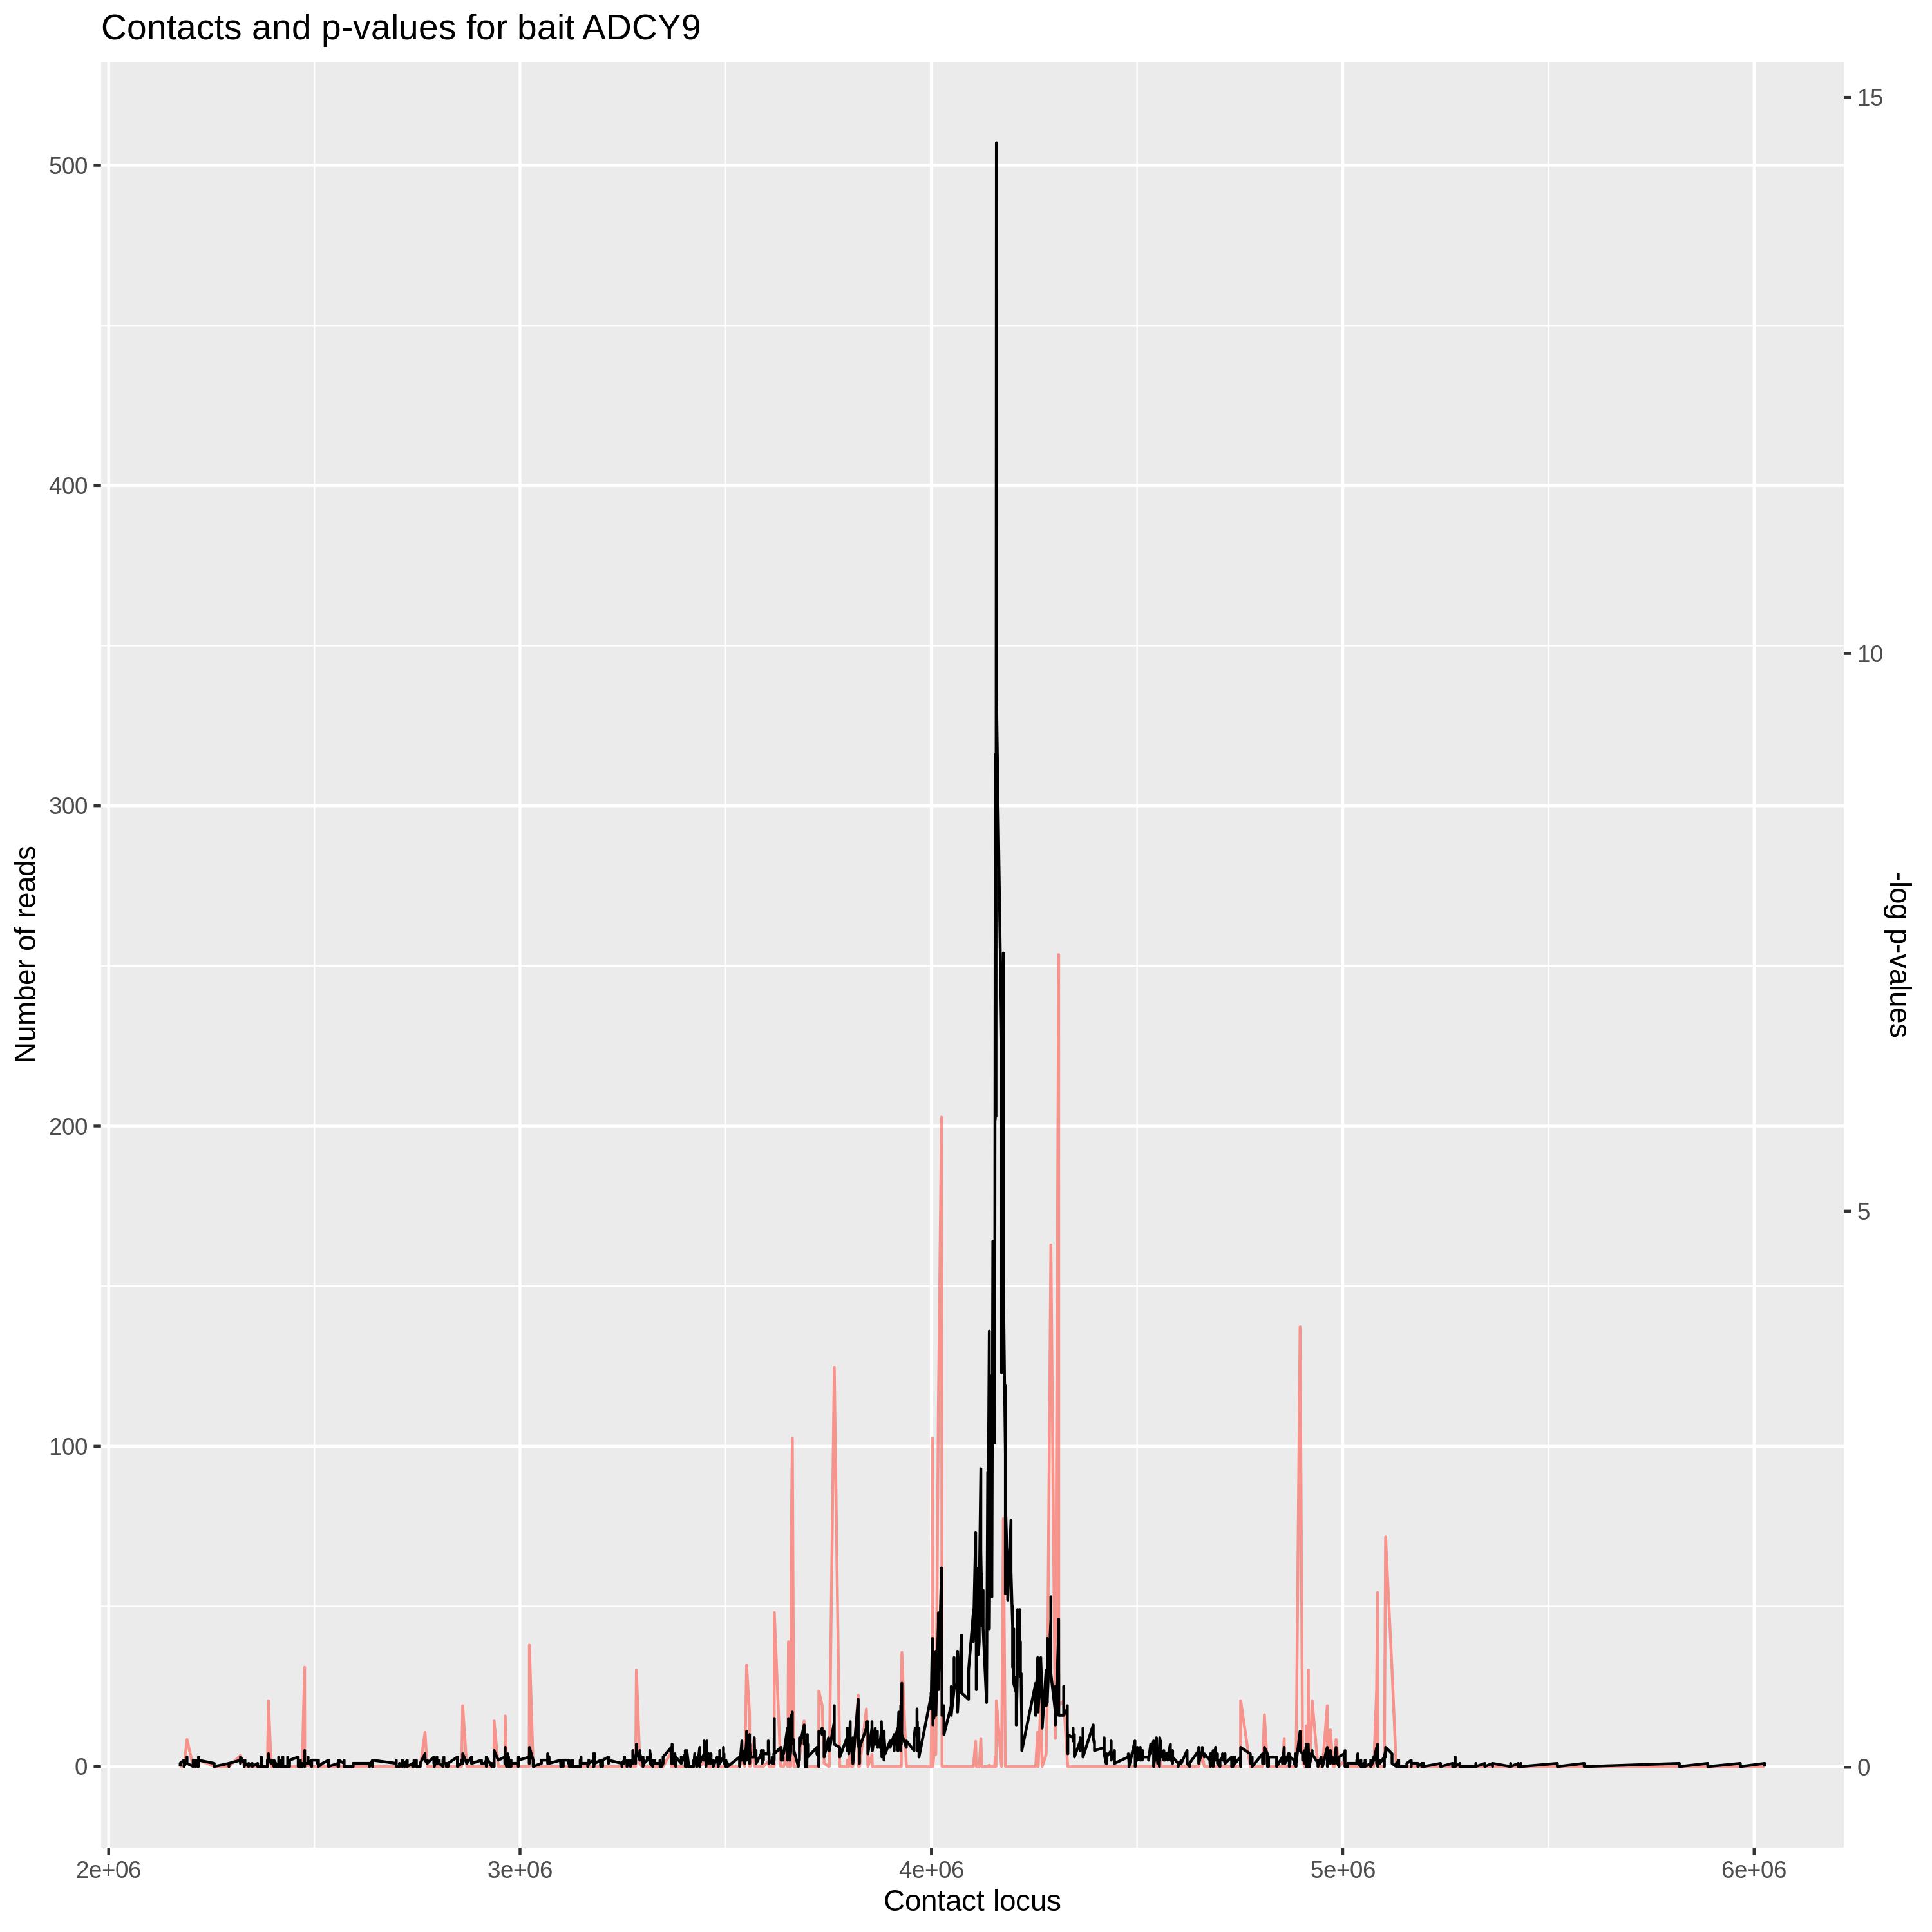 Contacts and p-values for bait ADCY9
Number of reads
500
400
300
200
100
0
15
10
5
0
-log p-values
2e+06 3e+06 4e+06 5e+06 6e+06
Contact locus